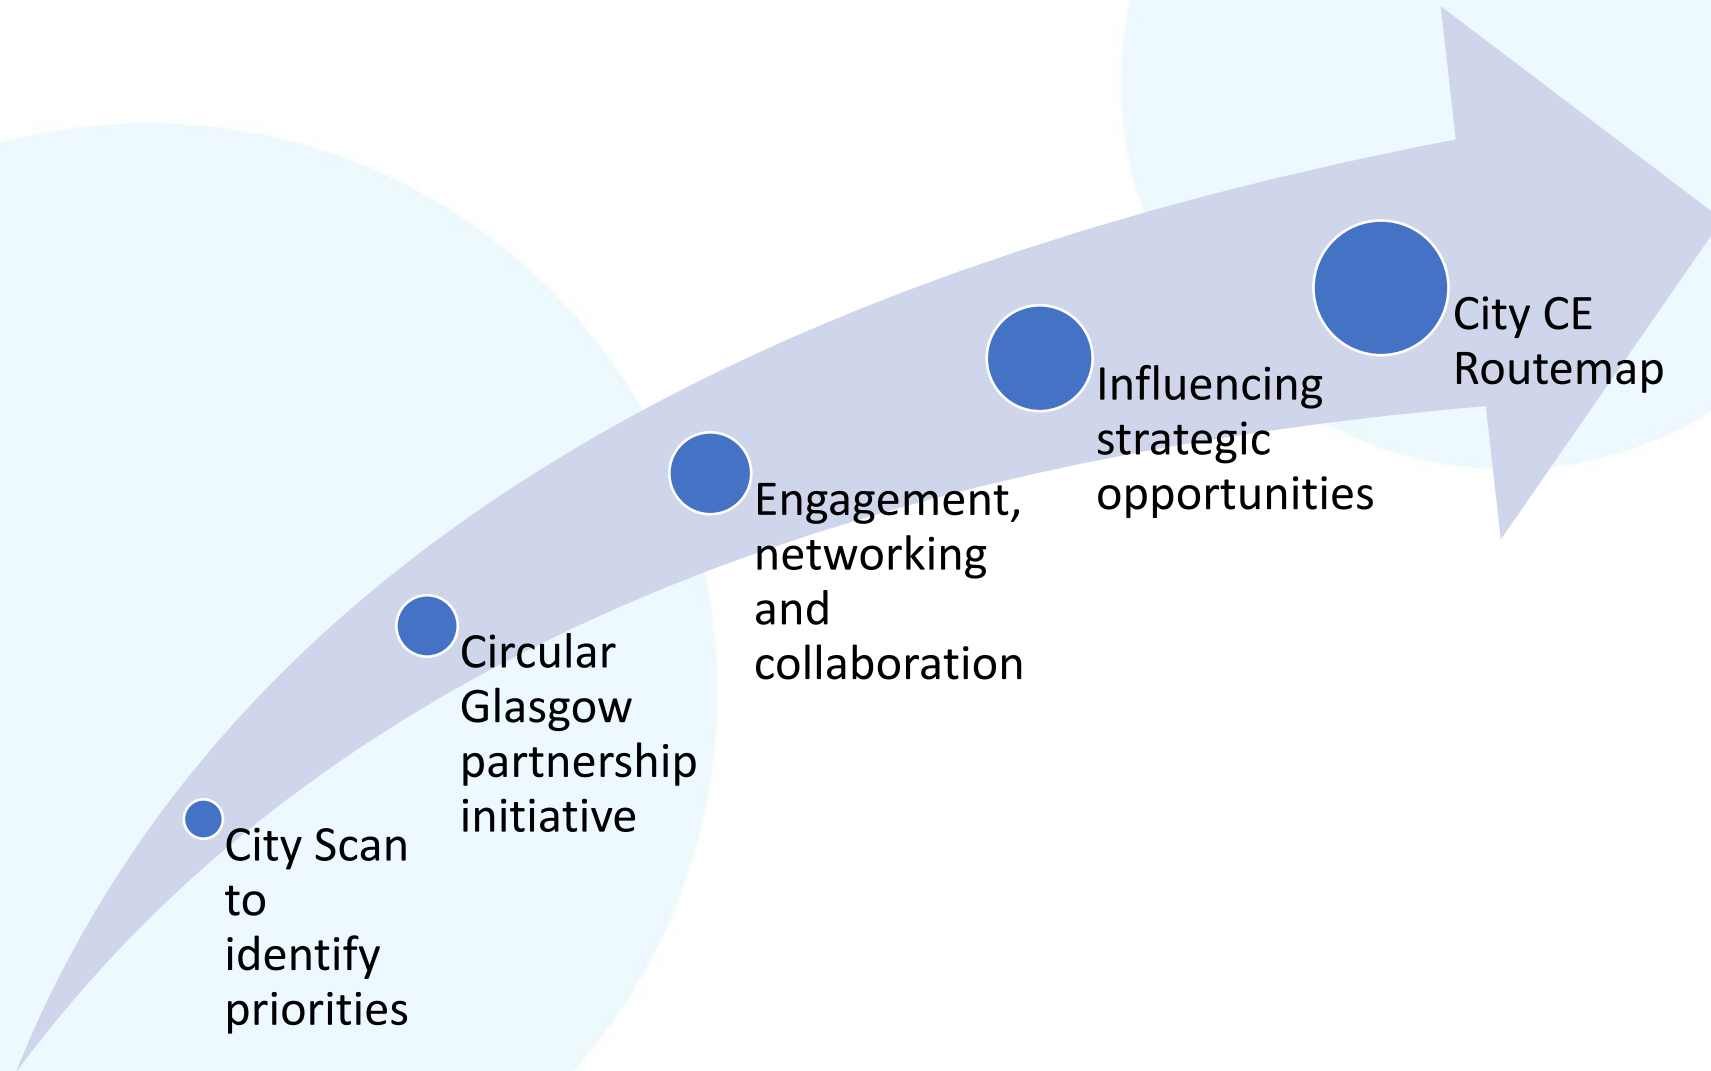 City Scan
to
identify
priorities
Circular
Glasgow
partnership
initiative
Engagement,
networking
and
collaboration
Influencing
strategic
opportunities
City CE
Routemap